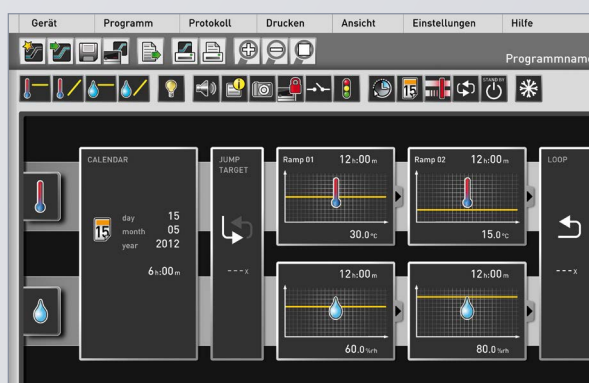 Gerät Programm Protokoll Drucken Ansicht Einstellungen Hilfe
Programmname
15 STAND BY
CALENDAR
15
day 15
month 05
year 2012
6h:00m
JUMP
TARGET
---x
Ramp 01 12h:00m
30.0°C
Ramp 02 12h:00m
15.0°C
LOOP
---x
12h:00m
60.0%rh
12h:00m
80.0%rh